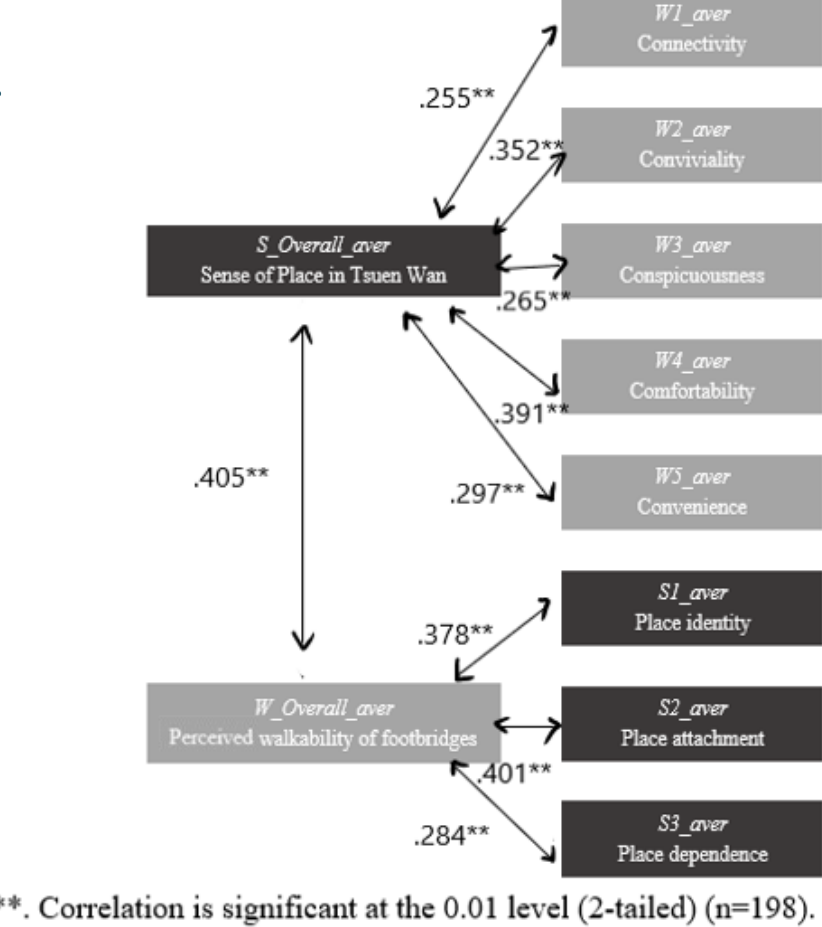 W1_aver
Connectivity
.255**
W2_aver
.352**
Conviviality
S_Overall_aver
Sense of Place in Tsuen Wan
W3_aver
Conspicuousness
.265**
W4_aver
Comfortability
.391**
.405**
W5_aver
.297**
Convenience
S1_aver
Place identity
.378**
W_Overall_aver
Perceived walkability of footbridges
S2_aver
Place attachment
.401**
S3_aver
.284**
Place dependence
**. Correlation is significant at the 0.01 level (2-tailed) (n=198).